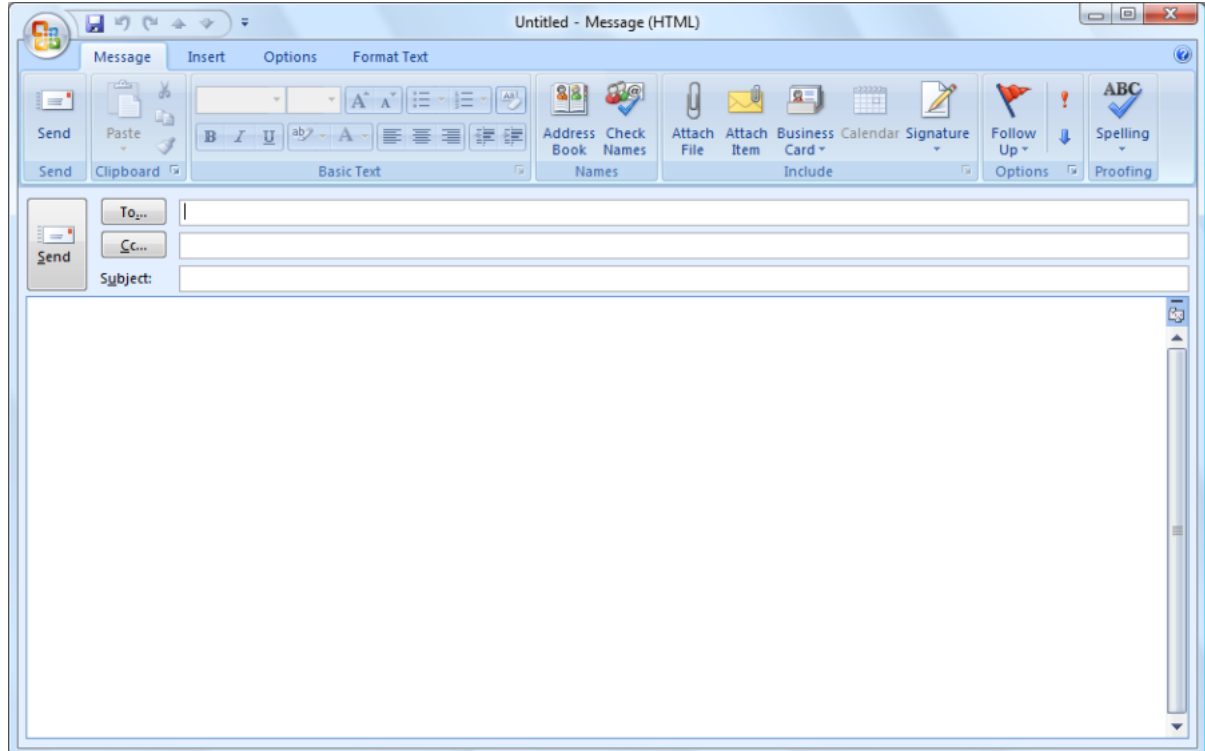 Untitled - Message (HTML)
Message Insert Options Format Text
Send Paste B I U ab A Address Book Check Names Attach File Attach Item Business Card Calendar Signature Follow Up ABC Spelling
Send Clipboard Basic Text Names Include Options Proofing
Send
To...
Cc...
Subject: